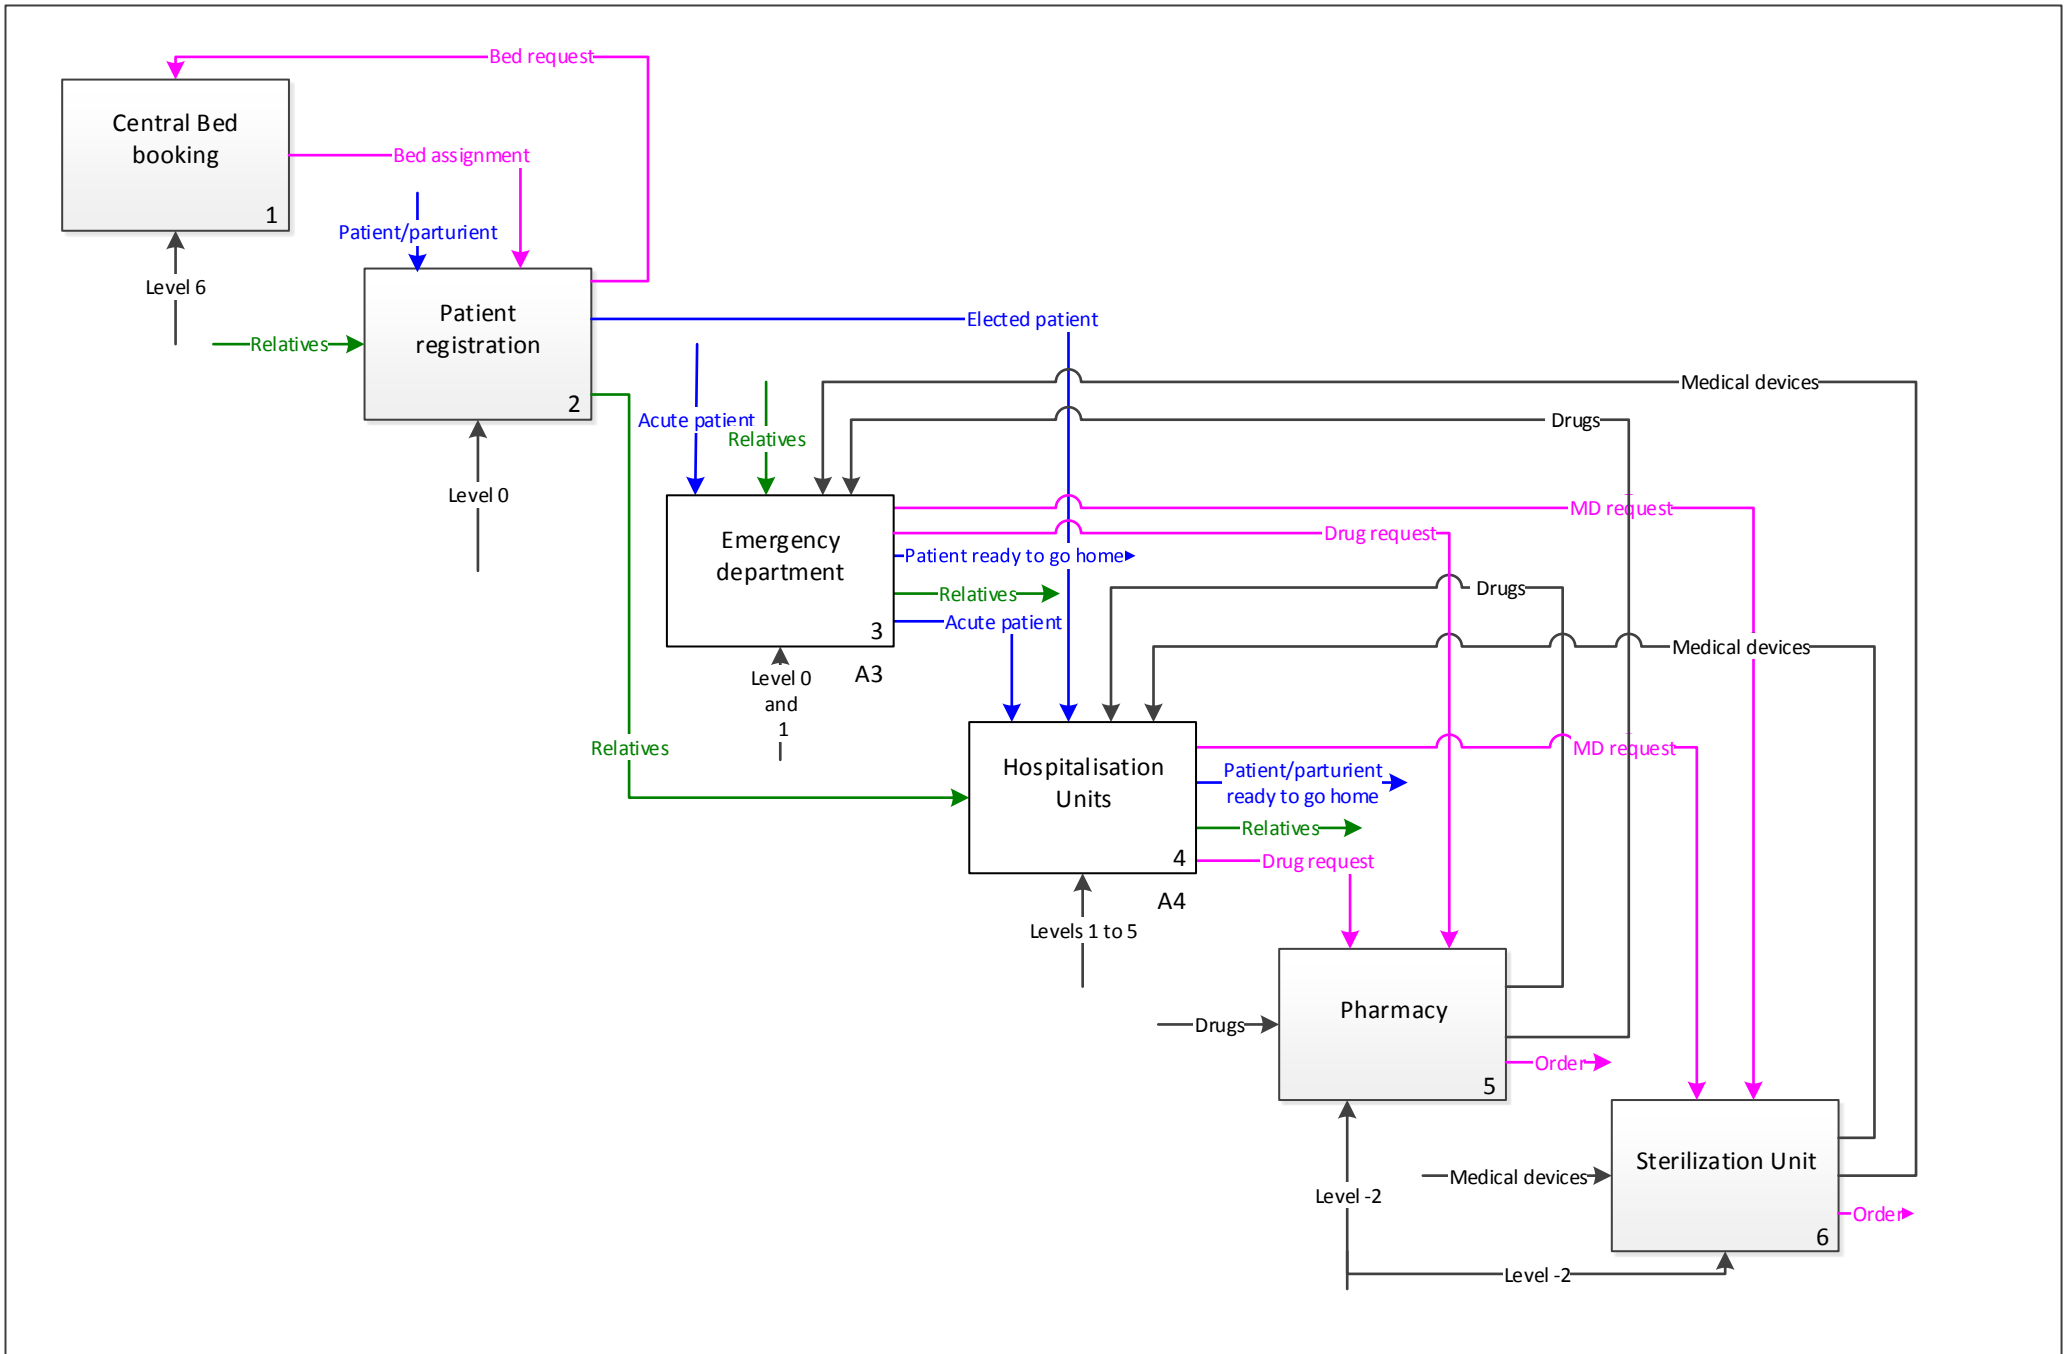 Bed request
Central Bed
booking
1
Bed assignment
Patient/parturient
Level 6
Patient
registration
2
Relatives
Elected patient
Medical devices
Acute patient
Relatives
Drugs
Level 0
MD request
Drug request
Emergency
department
3
Patient ready to go home
Relatives
Acute patient
Drugs
Medical devices
A3
Level 0
and
1
Relatives
MD request
Hospitalisation
Units
4
Patient/parturient
ready to go home
Relatives
Drug request
A4
Levels 1 to 5
Pharmacy
5
Drugs
Order
Sterilization Unit
6
Medical devices
Level -2
Order
Level -2